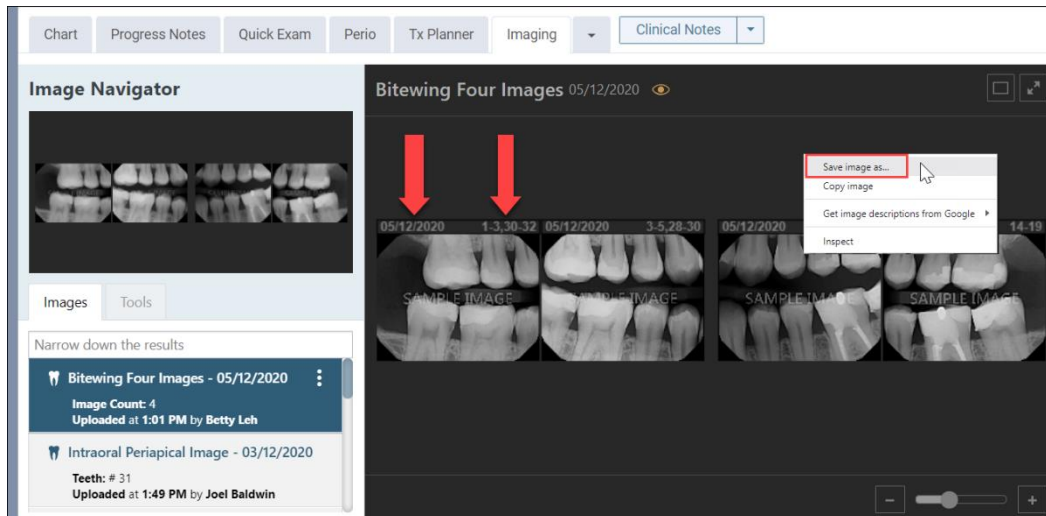 Chart Progress Notes Quick Exam Perio Tx Planner Imaging Clinical Notes
Image Navigator
Bitewing Four Images 05/12/2020
Save image as...
Copy image
Get image descriptions from Google
Inspect
05/12/2020 1-3,30-32 05/12/2020 3-5,28-30 05/12/2020 14-19
SAMPLE IMAGE SAMPLE IMAGE SAMPLE IMAGE SAMPLE IMAGE
Images Tools
Narrow down the results
Bitewing Four Images - 05/12/2020
Image Count: 4
Uploaded at 1:01 PM by Betty Leh
Intraoral Periapical Image - 03/12/2020
Teeth: # 31
Uploaded at 1:49 PM by Joel Baldwin